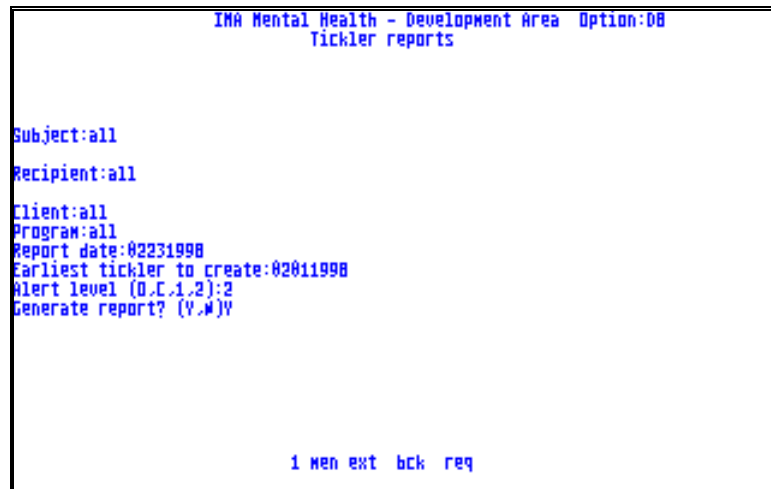 IMA Mental Health - Development Area Option:DB
Tickler reports
Subject:all
Recipient:all
Client:all
Program:all
Report date:02231998
Earliest tickler to create:02011998
Alert level (O,C,1,2):2
Generate report? (Y,N)Y
1 men ext bck req